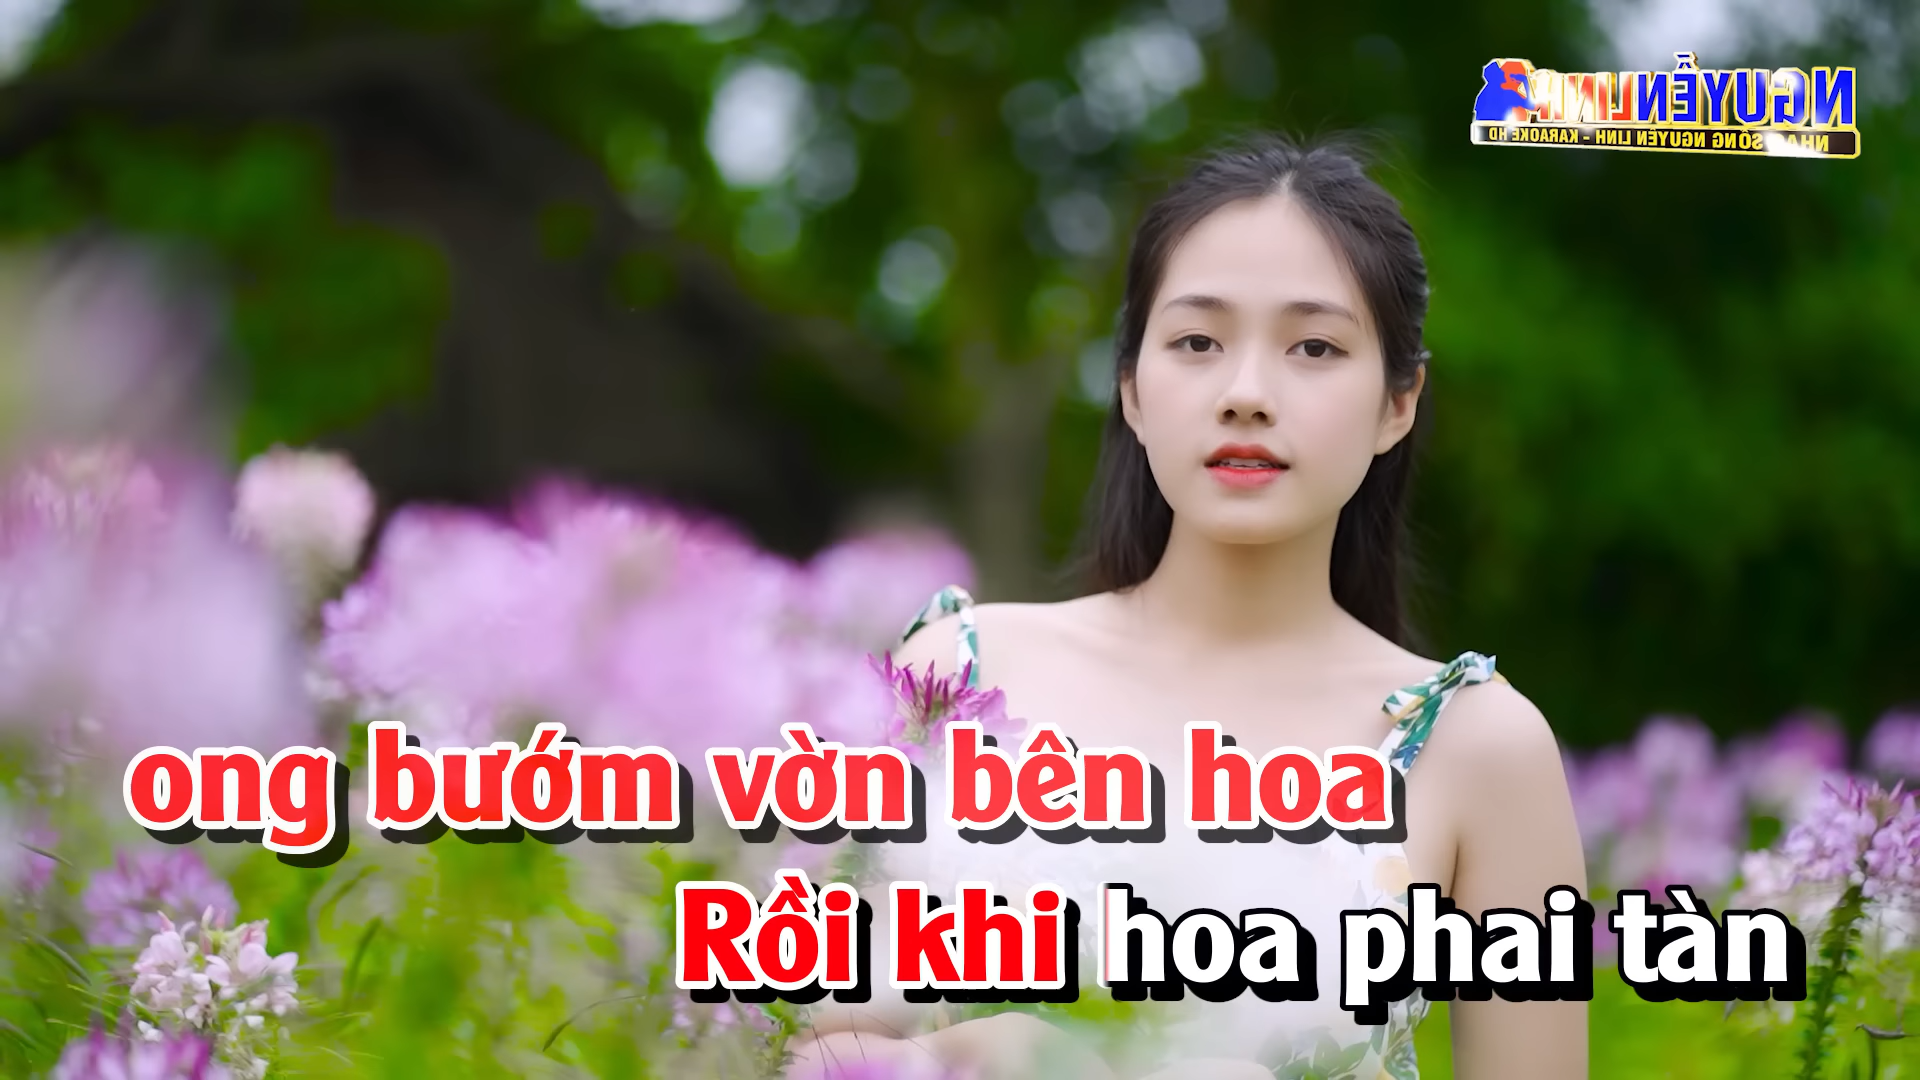 NGUYỄN LINH
NHẠC SỐNG NGUYỄN LINH - KARAOKE HD
ong bướm vờn bên hoa
Rồi khi hoa phai tàn